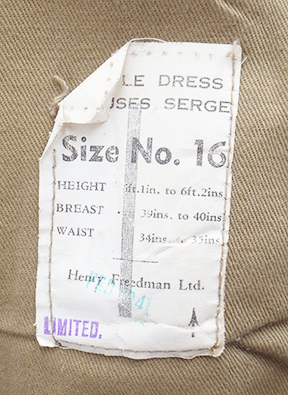 LE DRESS
USES SERGE
Size No. 16
HEIGHT 6ft.1in. to 6ft.2ins.
BREAST - 39ins. to 40ins
WAIST 34ins. to 35ins.
Henry Freedman Ltd.
LIMITED.